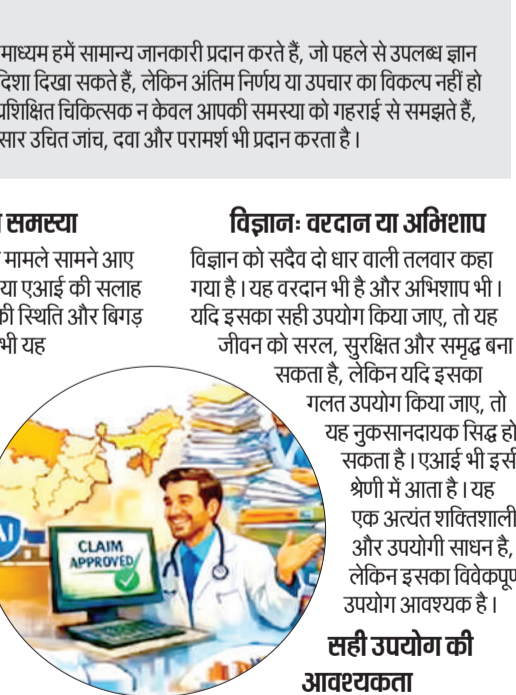 माध्यम हमें सामान्य जानकारी प्रदान करते हैं, जो पहले से उपलब्ध ज्ञान
दिशा दिखा सकते हैं, लेकिन अंतिम निर्णय या उपचार का विकल्प नहीं हो
प्रशिक्षित चिकित्सक न केवल आपकी समस्या को गहराई से समझते हैं,
सार उचित जांच, दवा और परामर्श भी प्रदान करता है।
समस्या
मामले सामने आए
या एआई की सलाह
की स्थिति और बिगड़
भी यह
विज्ञानः वरदान या अभिशाप
विज्ञान को सदैव दो धार वाली तलवार कहा
गया है। यह वरदान भी है और अभिशाप भी।
यदि इसका सही उपयोग किया जाए, तो यह
जीवन को सरल, सुरक्षित और समृद्ध बना
सकता है, लेकिन यदि इसका
गलत उपयोग किया जाए, तो
यह नुकसानदायक सिद्ध हो
सकता है। एआई भी इसी
श्रेणी में आता है। यह
एक अत्यंत शक्तिशाली
और उपयोगी साधन है,
लेकिन इसका विवेकपूर्ण
उपयोग आवश्यक है।
AI
CLAIM
APPROVED
सही उपयोग की
आवश्यकता